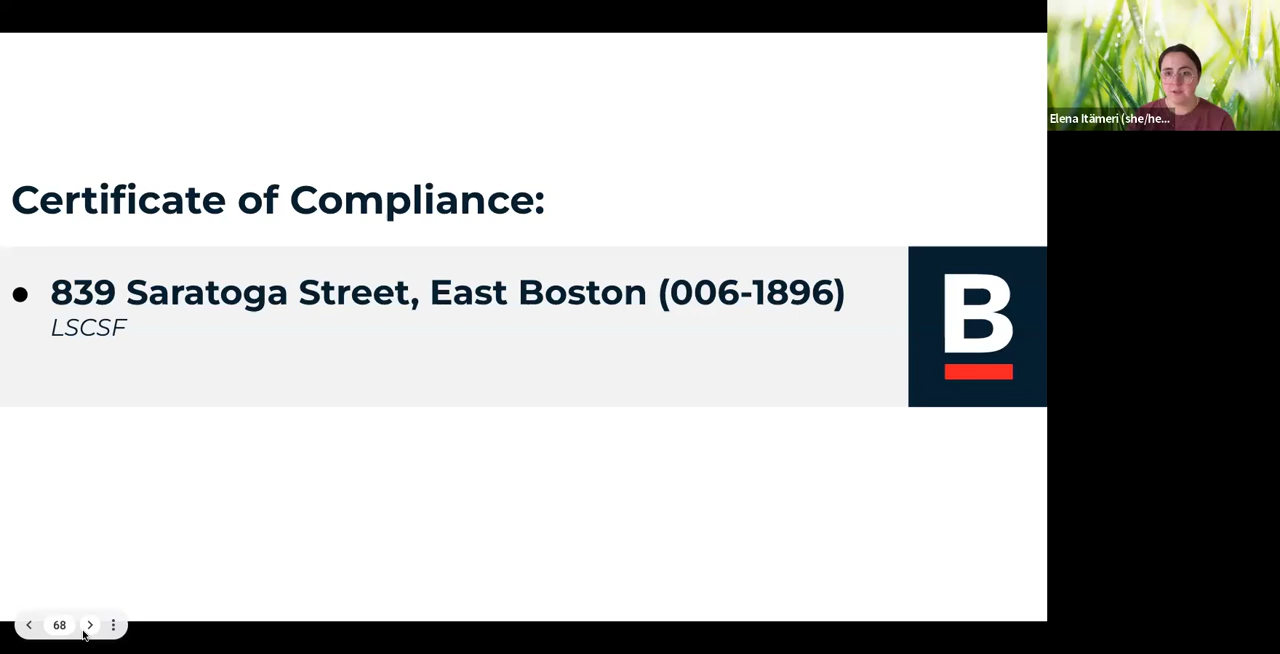 Certificate of Compliance:
● 839 Saratoga Street, East Boston (006-1896)
LSCSF
B
Elena Itämeri (she/he...
68